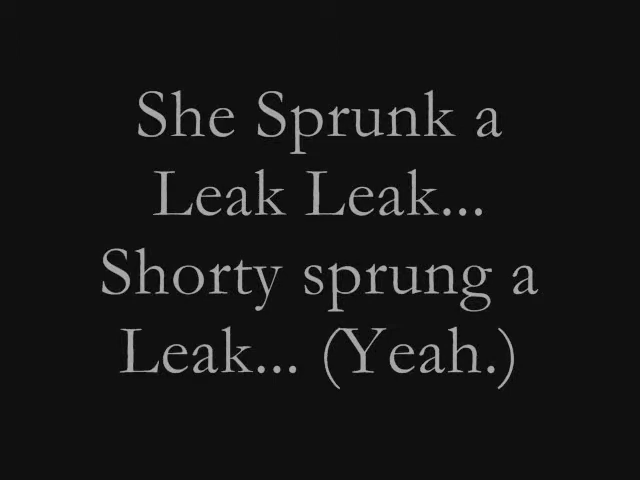 She Sprunk a
Leak Leak...
Shorty sprung a
Leak... (Yeah.)